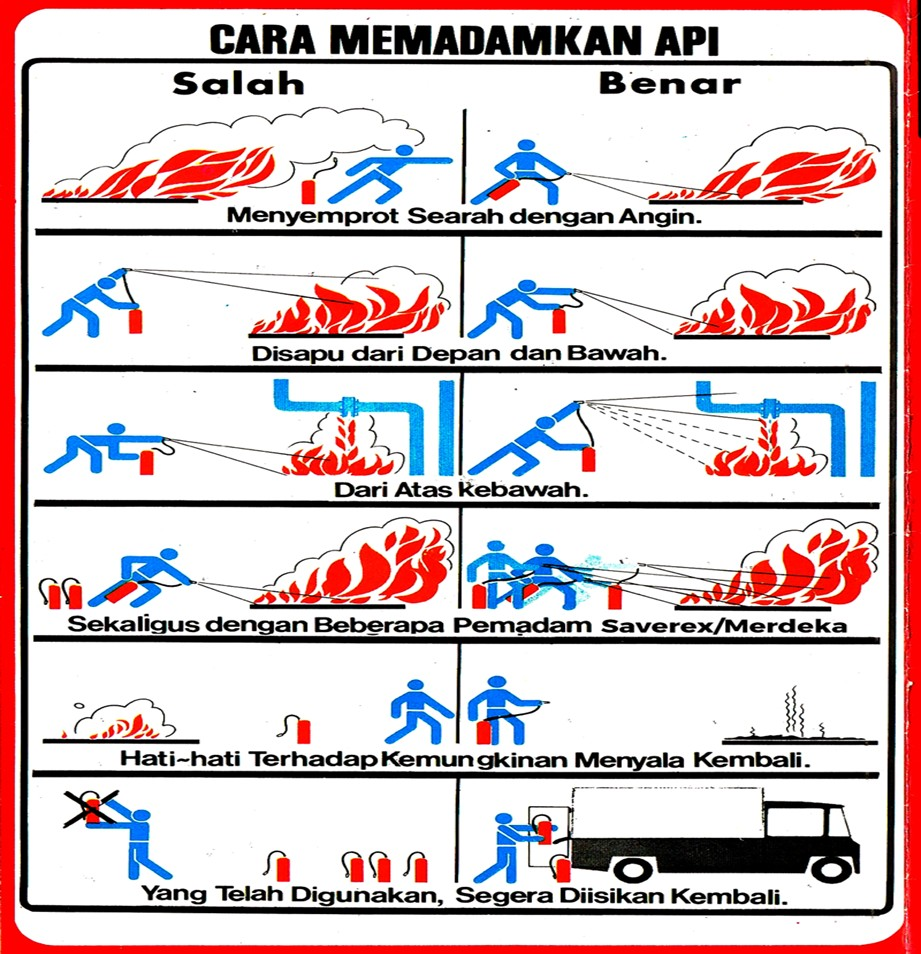 CARA MEMADAMKAN API
Salah
Benar
Menyemprot Searah dengan Angin.
Disapu dari Depan dan Bawah.
Dari Atas Kebawah.
Sekaligus dengan Beberapa Pemadam Saverex/Merdeka
Hati~hati Terhadap Kemungkinan Menyala Kembali.
Yang Telah Digunakan, Segera Diisikan Kembali.